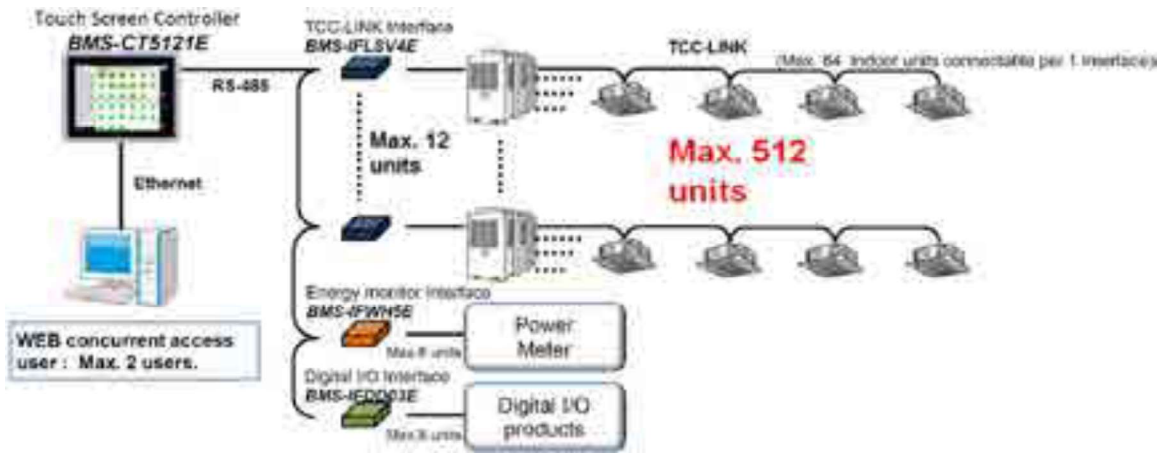 Touch Screen Controller
BMS-CT5121E
TCC-LINK Interface
BMS-IFLSV4E
RS-485
TCC-LINK
(Max. 64 Indoor units connectable per 1 Interface)
Max. 12
units
Max. 512
units
Ethernet
WEB concurrent access
user : Max. 2 users.
Energy monitor Interface
BMS-IFWH5E
Max.8 units
Power
Meter
Digital I/O Interface
BMS-IFDD03E
Max.8 units
Digital I/O
products